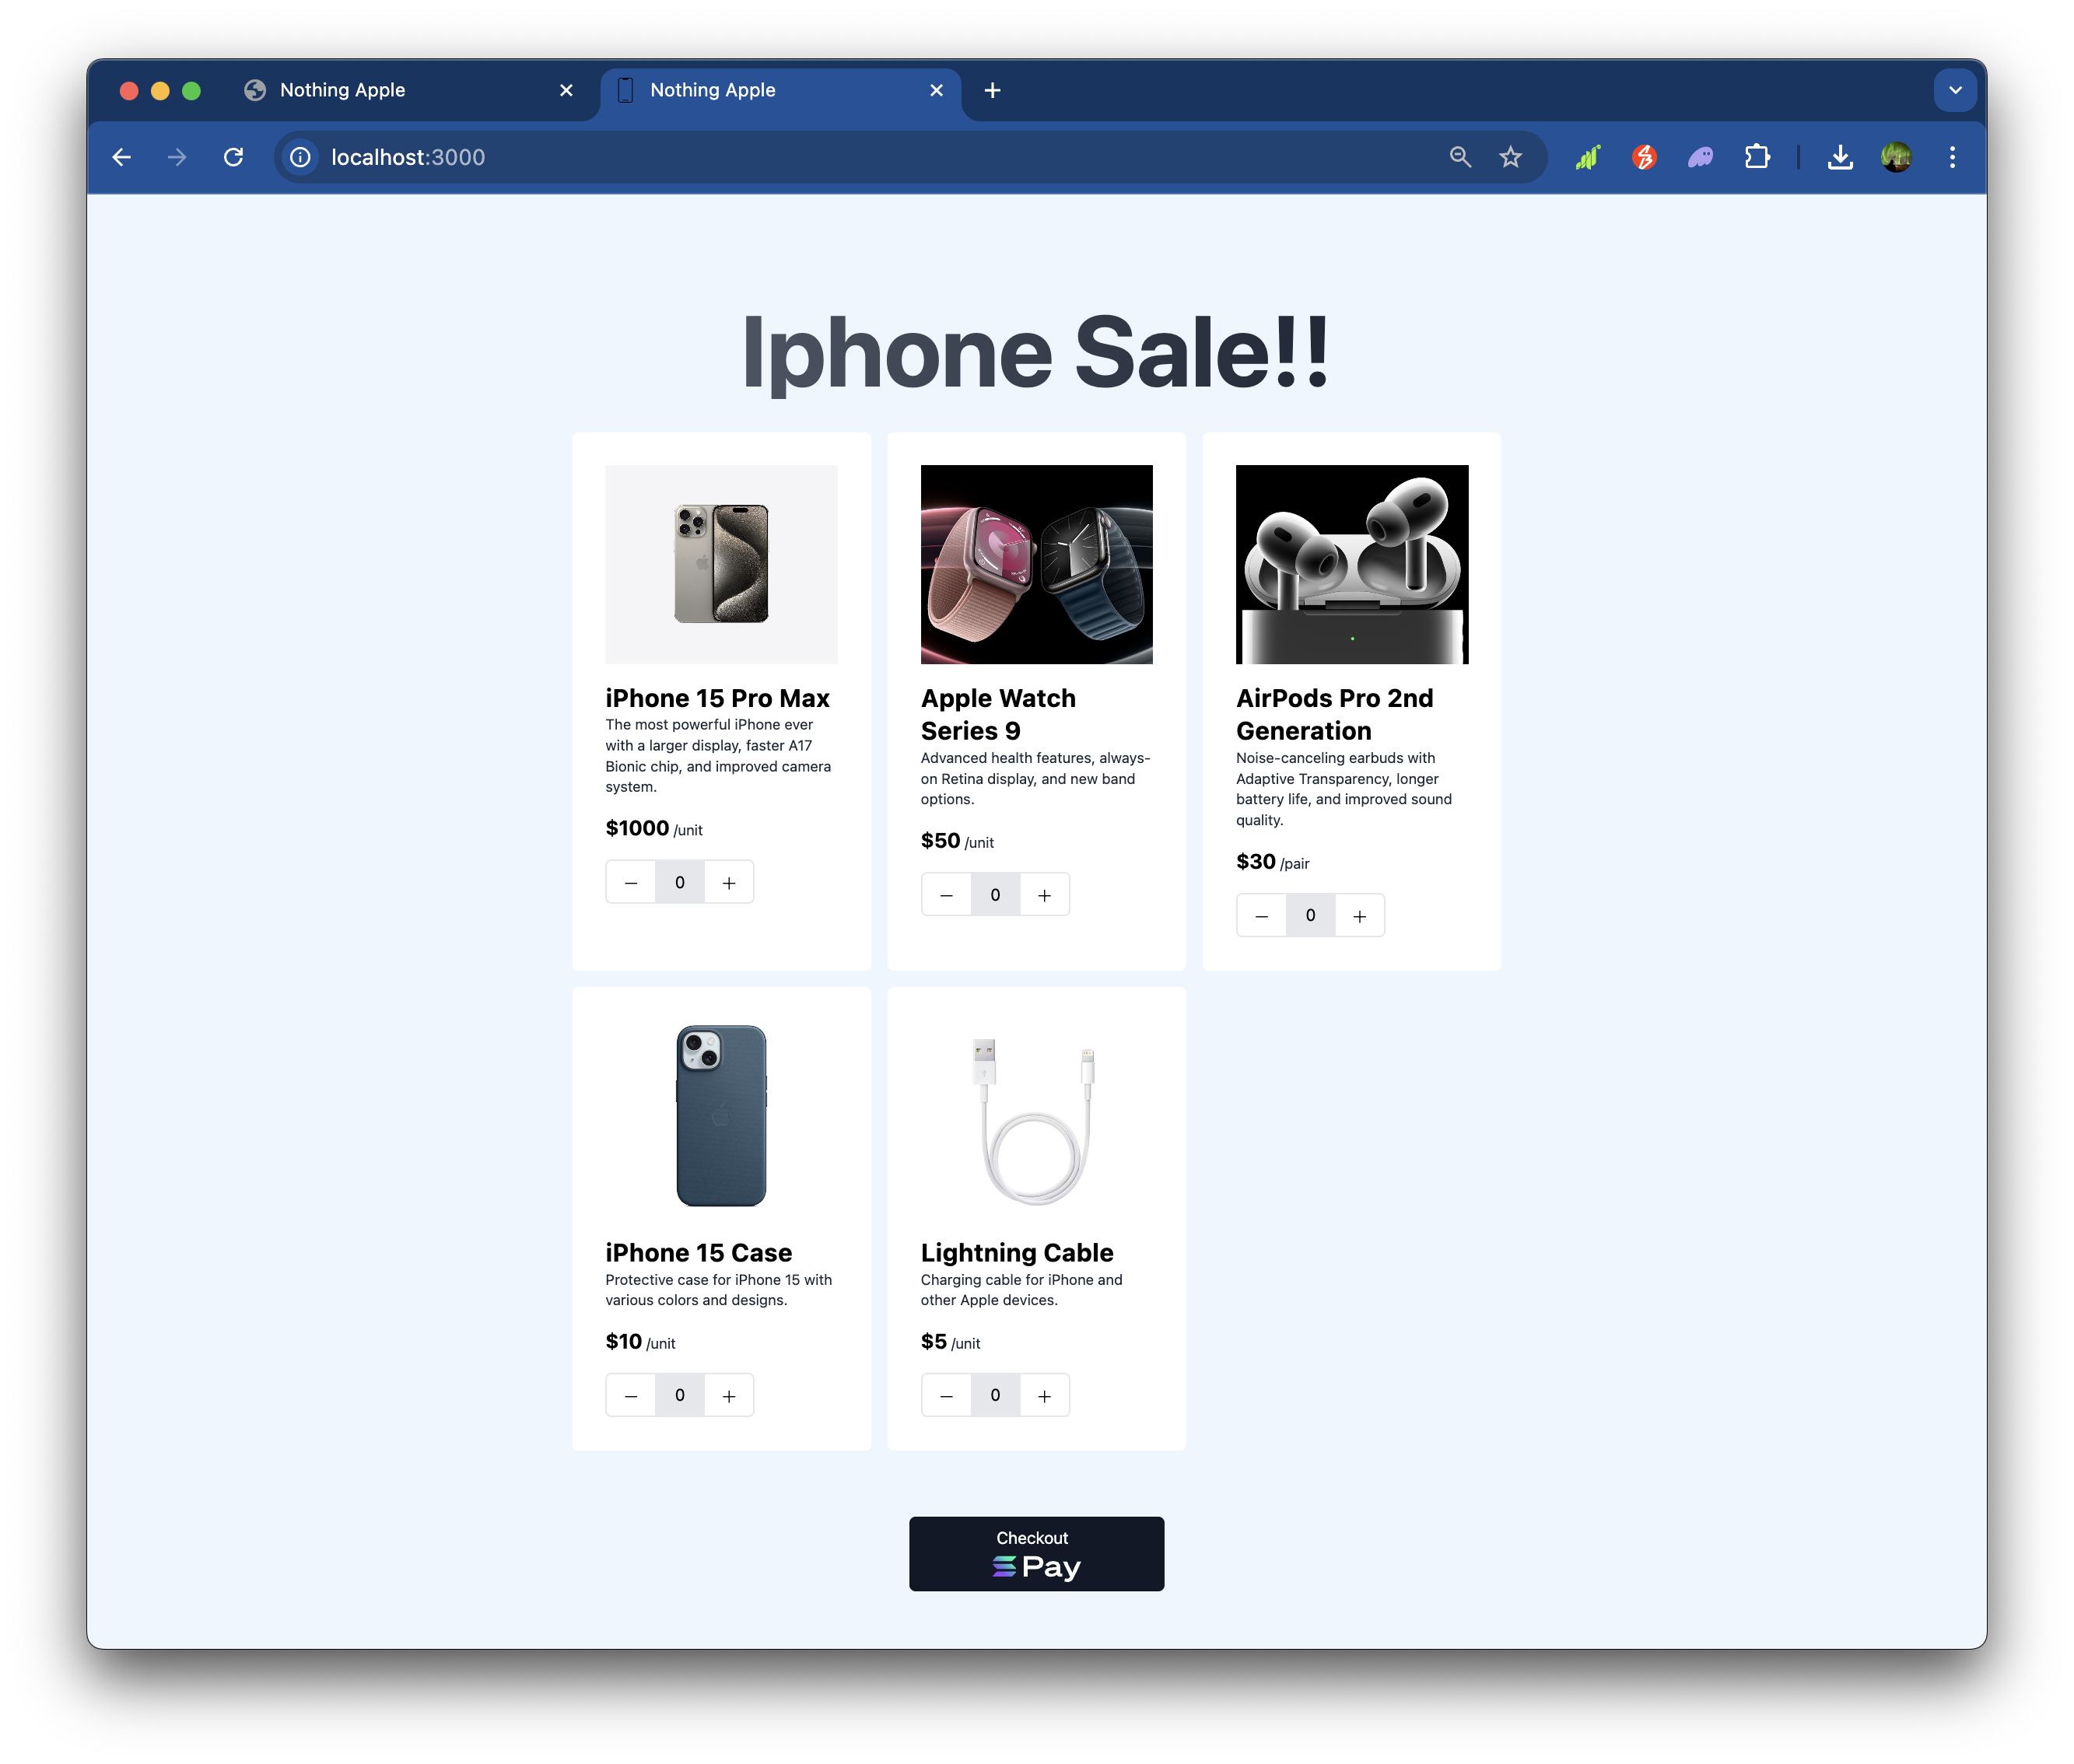 Nothing Apple
Nothing Apple
localhost:3000
Iphone Sale!!
iPhone 15 Pro Max
The most powerful iPhone ever
with a larger display, faster A17
Bionic chip, and improved camera
system.
$1000 /unit
0
Apple Watch
Series 9
Advanced health features, always-
on Retina display, and new band
options.
$50 /unit
0
AirPods Pro 2nd
Generation
Noise-canceling earbuds with
Adaptive Transparency, longer
battery life, and improved sound
quality.
$30 /pair
0
iPhone 15 Case
Protective case for iPhone 15 with
various colors and designs.
$10 /unit
0
Lightning Cable
Charging cable for iPhone and
other Apple devices.
$5 /unit
0
Checkout
Pay